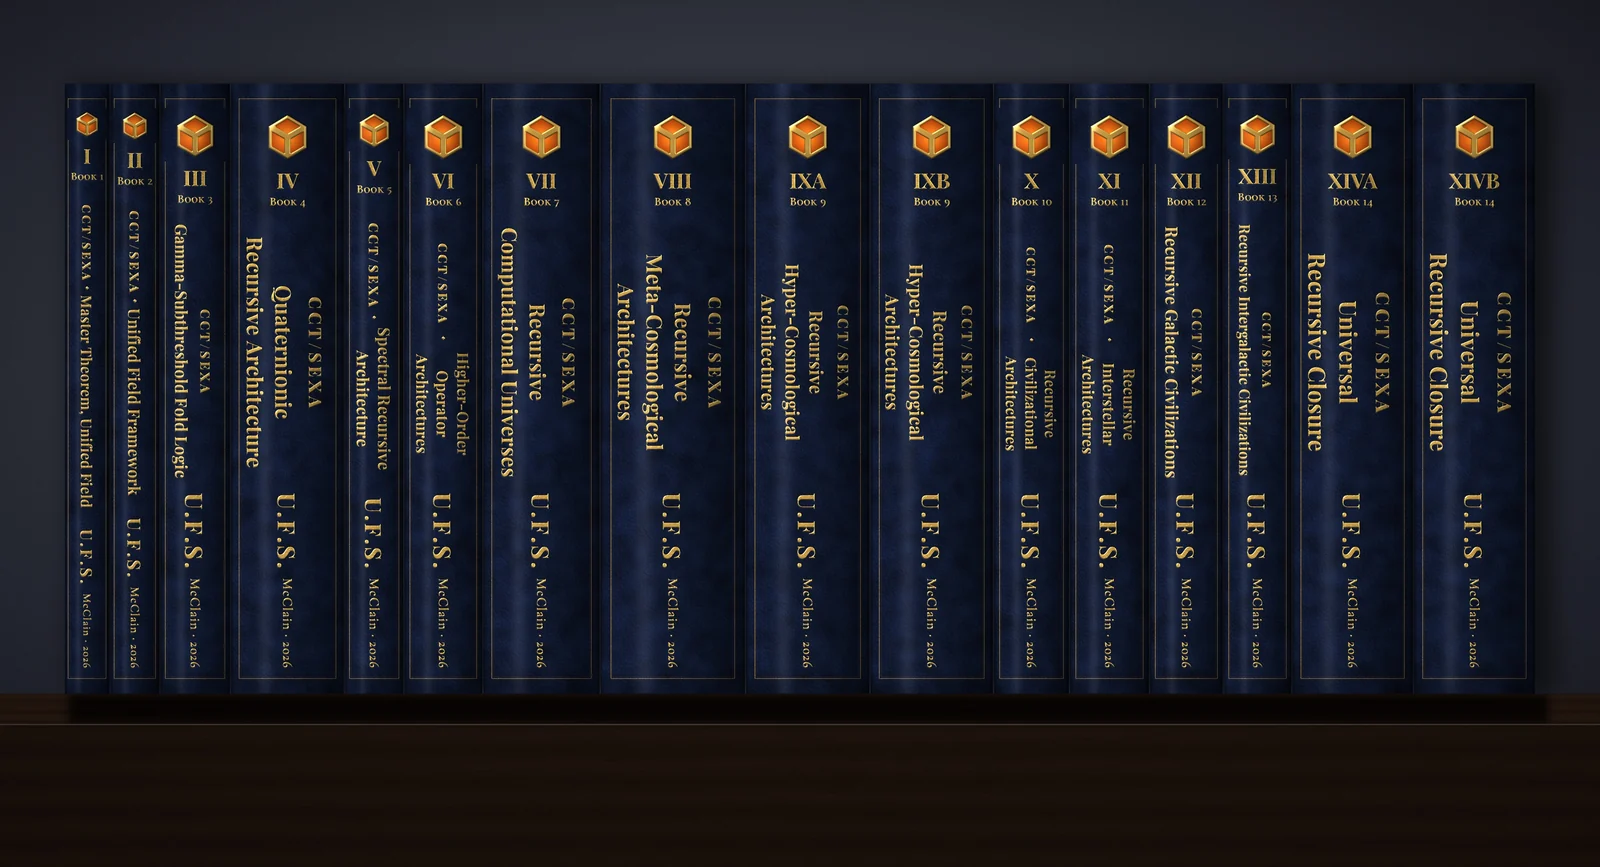 I
Book 1
CCT/SEXA • Master Theorem, Unified Field
U.F.S.
McClain · 2026
II
Book 2
CCT/SEXA • Unified Field Framework
U.F.S.
McClain · 2026
III
Book 3
CCT/SEXA
Gamma-Subthreshold Fold Logic
U.F.S.
McClain · 2026
IV
Book 4
CCT/SEXA
Quaternionic
Recursive Architecture
U.F.S.
McClain · 2026
V
Book 5
CCT/SEXA • Spectral Recursive
Architecture
U.F.S.
McClain · 2026
VI
Book 6
CCT/SEXA •
Higher-Order
Operator
Architectures
U.F.S.
McClain · 2026
VII
Book 7
CCT/SEXA
Recursive
Computational Universes
U.F.S.
McClain · 2026
VIII
Book 8
CCT/SEXA
Recursive
Meta-Cosmological
Architectures
U.F.S.
McClain · 2026
IXA
Book 9
CCT/SEXA
Recursive
Hyper-Cosmological
Architectures
U.F.S.
McClain · 2026
IXB
Book 9
CCT/SEXA
Recursive
Hyper-Cosmological
Architectures
U.F.S.
McClain · 2026
X
Book 10
CCT/SEXA •
Recursive
Civilizational
Architectures
U.F.S.
McClain · 2026
XI
Book 11
CCT/SEXA •
Recursive
Interstellar
Architectures
U.F.S.
McClain · 2026
XII
Book 12
CCT/SEXA
Recursive Galactic Civilizations
U.F.S.
McClain · 2026
XIII
Book 13
CCT/SEXA
Recursive Intergalactic Civilizations
U.F.S.
McClain · 2026
XIVA
Book 14
CCT/SEXA
Universal
Recursive Closure
U.F.S.
McClain · 2026
XIVB
Book 14
CCT/SEXA
Universal
Recursive Closure
U.F.S.
McClain · 2026